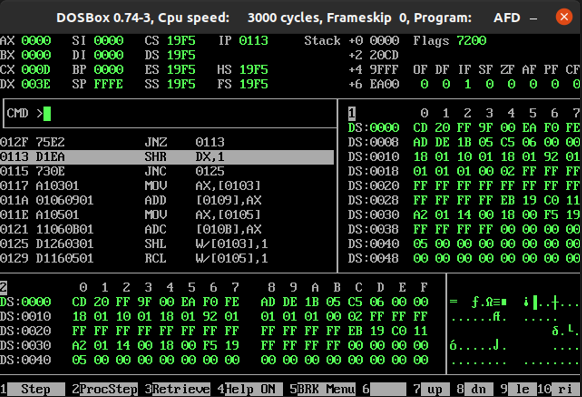 DOSBox 0.74-3, Cpu speed: 3000 cycles, Frameskip 0, Program: AFD
AX 0000 SI 0000 CS 19F5 IP 0113 Stack +0 0000 Flags 7200
BX 0000 DI 0000 DS 19F5 +2 20CD
CX 000D BP 0000 ES 19F5 HS 19F5 +4 9FFF OF DF IF SF ZF AF PF CF
DX 003E SP FFFE SS 19F5 FS 19F5 +6 EA00 0 0 1 0 0 0 0 0
CMD >
012F 75E2 JNZ 0113
0113 D1EA SHR DX,1
0115 730E JNC 0125
0117 A10301 MOV AX,[0103]
011A 01060901 ADD [0109],AX
011E A10501 MOV AX,[0105]
0121 11060B01 ADC [010B],AX
0125 D1260301 SHL W/[0103],1
0129 D1160501 RCL W/[0105],1
1 0 1 2 3 4 5 6 7
DS:0000 CD 20 FF 9F 00 EA F0 FE
DS:0008 AD DE 1B 05 C5 06 00 00
DS:0010 18 01 10 01 18 01 92 01
DS:0018 01 01 01 00 02 FF FF FF
DS:0020 FF FF FF FF FF FF FF FF
DS:0028 FF FF FF FF EB 19 C0 11
DS:0030 A2 01 14 00 18 00 F5 19
DS:0038 FF FF FF FF 00 00 00 00
DS:0040 05 00 00 00 00 00 00 00
DS:0048 00 00 00 00 00 00 00 00
2 0 1 2 3 4 5 6 7 8 9 A B C D E F
DS:0000 CD 20 FF 9F 00 EA F0 FE AD DE 1B 05 C5 06 00 00
DS:0010 18 01 10 01 18 01 92 01 01 01 01 00 02 FF FF FF
DS:0020 FF FF FF FF FF FF FF FF FF FF FF FF EB 19 C0 11
DS:0030 A2 01 14 00 18 00 F5 19 FF FF FF FF 00 00 00 00
DS:0040 05 00 00 00 00 00 00 00 00 00 00 00 00 00 00 00
1 Step 2 ProcStep 3 Retrieve 4 Help ON 5 BRK Menu 6 7 up 8 dn 9 le 10 ri